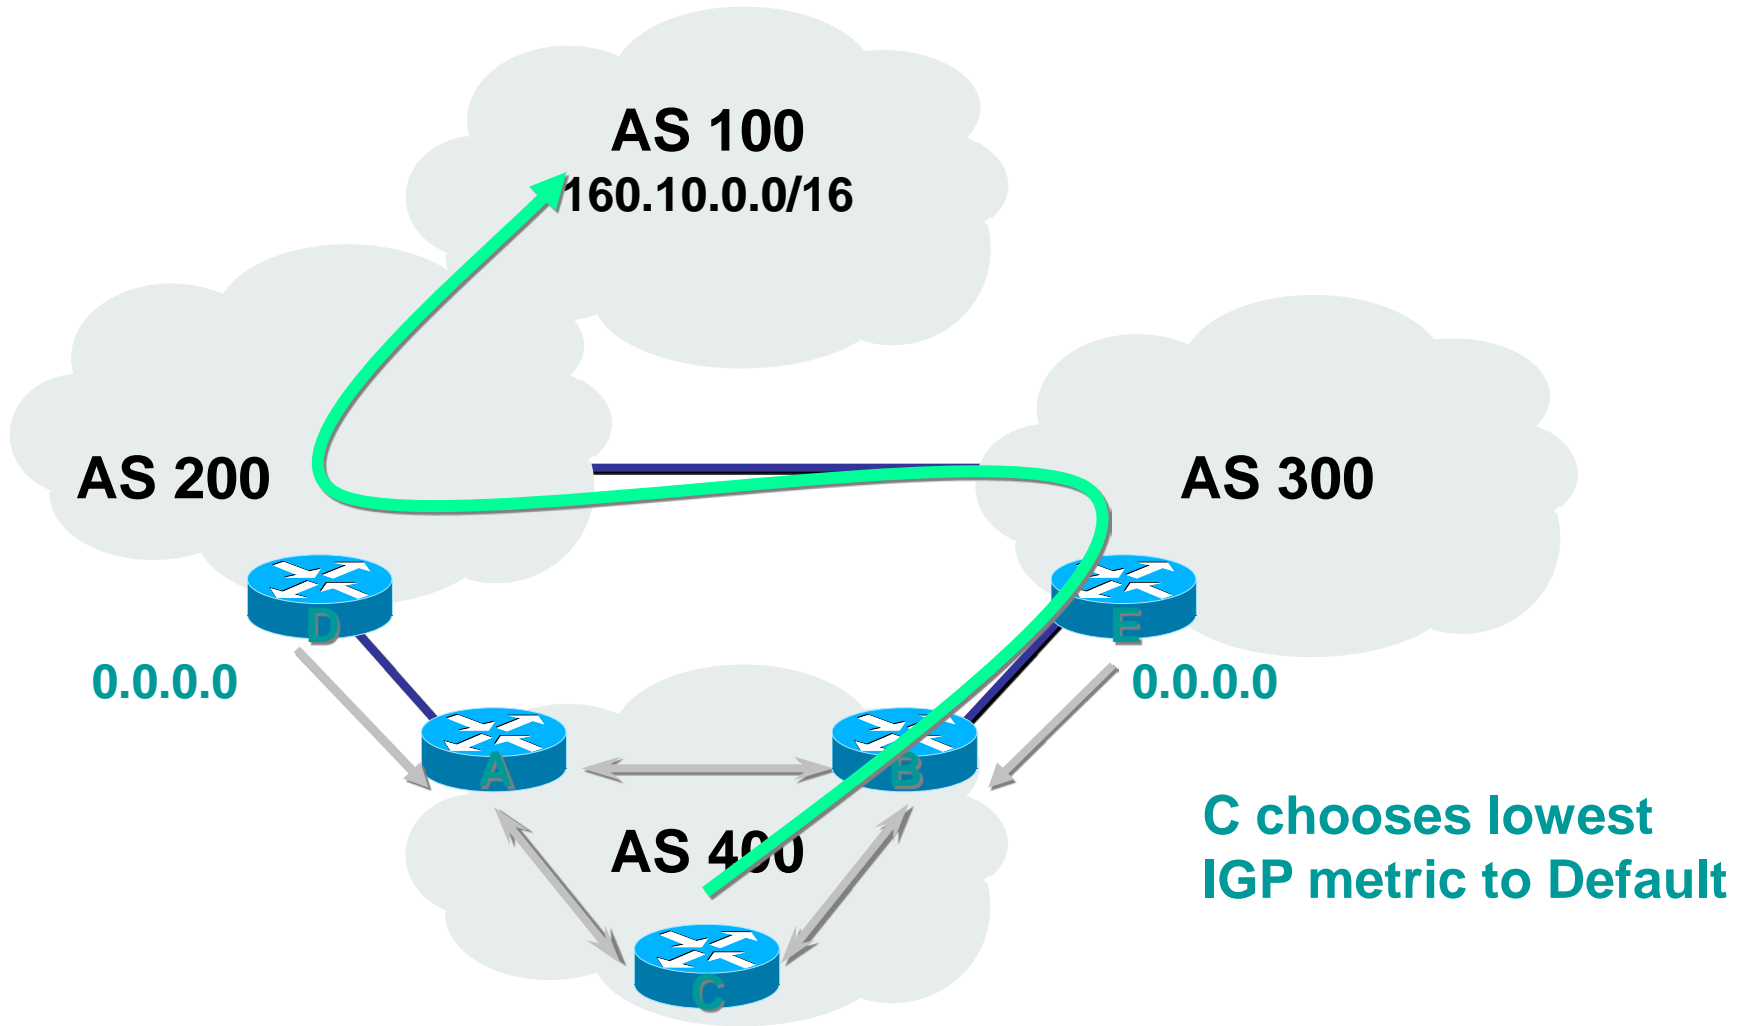 AS 100
160.10.0.0/16
AS 200
AS 300
D
E
0.0.0.0
0.0.0.0
A
B
C chooses lowest
IGP metric to Default
AS 400
C